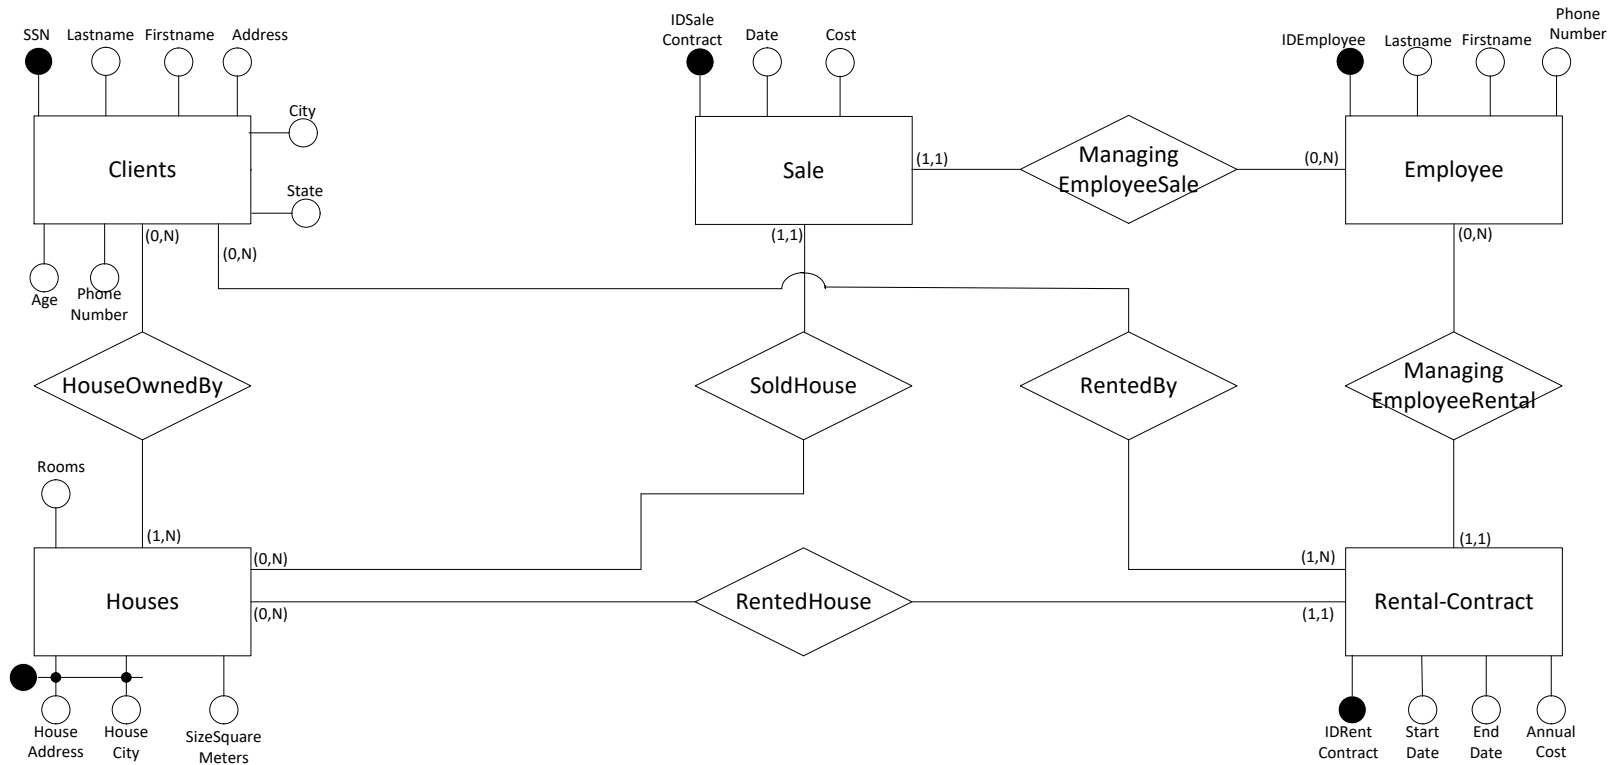 SSN
Lastname
Firstname
Address
City
State
Clients
Age
Phone
Number
(0,N)
(0,N)
IDSale
Contract
Date
Cost
Sale
(1,1)
(1,1)
Managing
EmployeeSale
(0,N)
IDEmployee
Lastname
Firstname
Phone
Number
Employee
(0,N)
HouseOwnedBy
SoldHouse
RentedBy
Managing
EmployeeRental
Rooms
(1,N)
(0,N)
(0,N)
Houses
House
Address
House
City
SizeSquare
Meters
RentedHouse
(1,N)
(1,1)
(1,1)
Rental-Contract
IDRent
Contract
Start
Date
End
Date
Annual
Cost